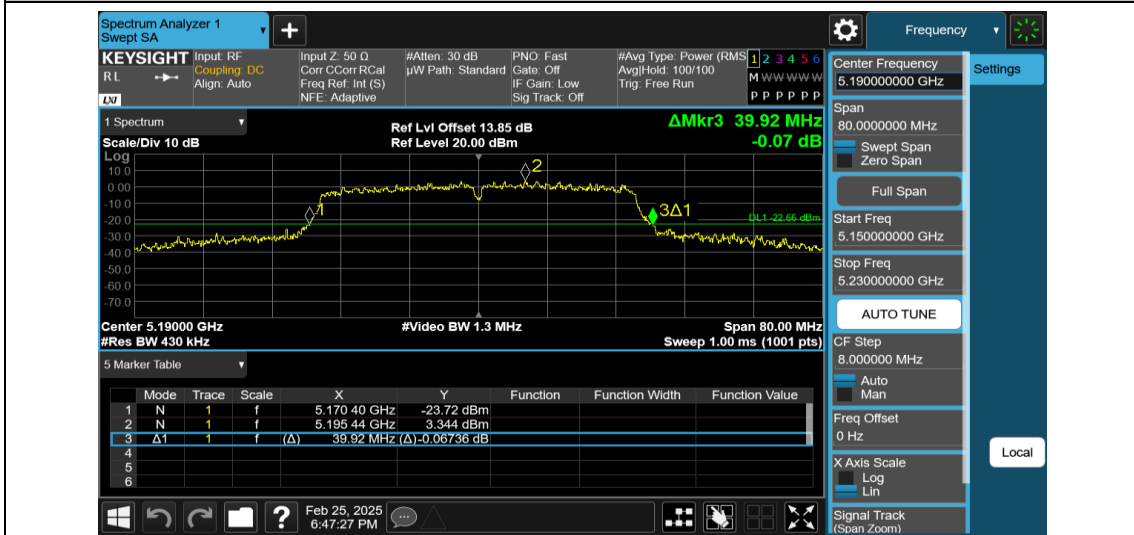 Spectrum Analyzer 1
Swept SA
Frequency
KEYSIGHT
R L
LXI
Input: RF
Coupling: DC
Align: Auto
Input Z: 50 Ω
Corr CCorr RCal
Freq Ref: Int (S)
NFE: Adaptive
#Atten: 30 dB
µW Path: Standard
PNO: Fast
Gate: Off
IF Gain: Low
Sig Track: Off
#Avg Type: Power (RMS
Avg|Hold: 100/100
Trig: Free Run
1 2 3 4 5 6
M W W W W W
P P P P P P
1 Spectrum
Scale/Div 10 dB
Ref Lvl Offset 13.85 dB
Ref Level 20.00 dBm
ΔMkr3 39.92 MHz
-0.07 dB
Log
10.0
0.00
-10.0
-20.0
-30.0
-40.0
-50.0
-60.0
-70.0
1
2
3Δ1
DL1 -22.66 dBm
Center 5.19000 GHz
#Video BW 1.3 MHz
Span 80.00 MHz
#Res BW 430 kHz
Sweep 1.00 ms (1001 pts)
5 Marker Table
Mode Trace Scale X Y Function Function Width Function Value
1 N 1 f 5.170 40 GHz -23.72 dBm
2 N 1 f 5.195 44 GHz 3.344 dBm
3 Δ1 1 f (Δ) 39.92 MHz (Δ) -0.06736 dB
4
5
6
Feb 25, 2025
6:47:27 PM
Center Frequency
5.190000000 GHz
Settings
Span
80.0000000 MHz
Swept Span
Zero Span
Full Span
Start Freq
5.150000000 GHz
Stop Freq
5.230000000 GHz
AUTO TUNE
CF Step
8.000000 MHz
Auto
Man
Freq Offset
0 Hz
X Axis Scale
Log
Lin
Local
Signal Track
(Span Zoom)